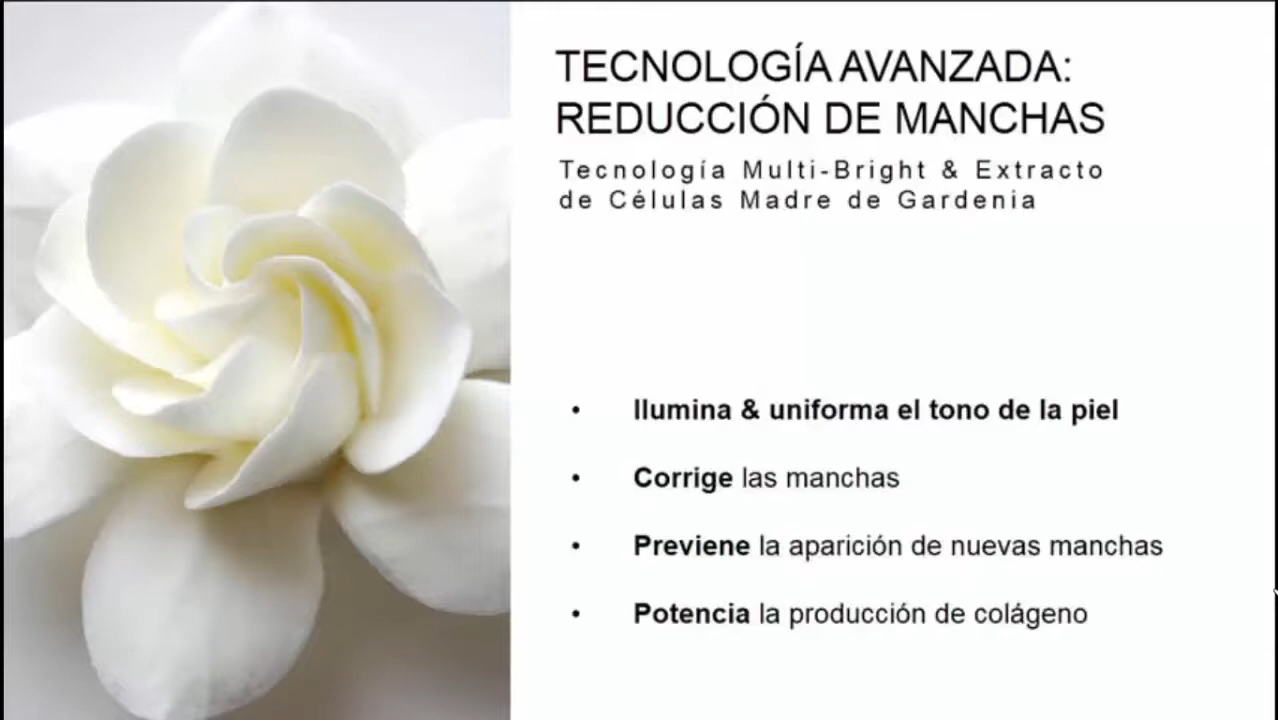 TECNOLOGÍA AVANZADA:
REDUCCIÓN DE MANCHAS
Tecnología Multi-Bright & Extracto
de Células Madre de Gardenia
• Ilumina & uniforma el tono de la piel
• Corrige las manchas
• Previene la aparición de nuevas manchas
• Potencia la producción de colágeno